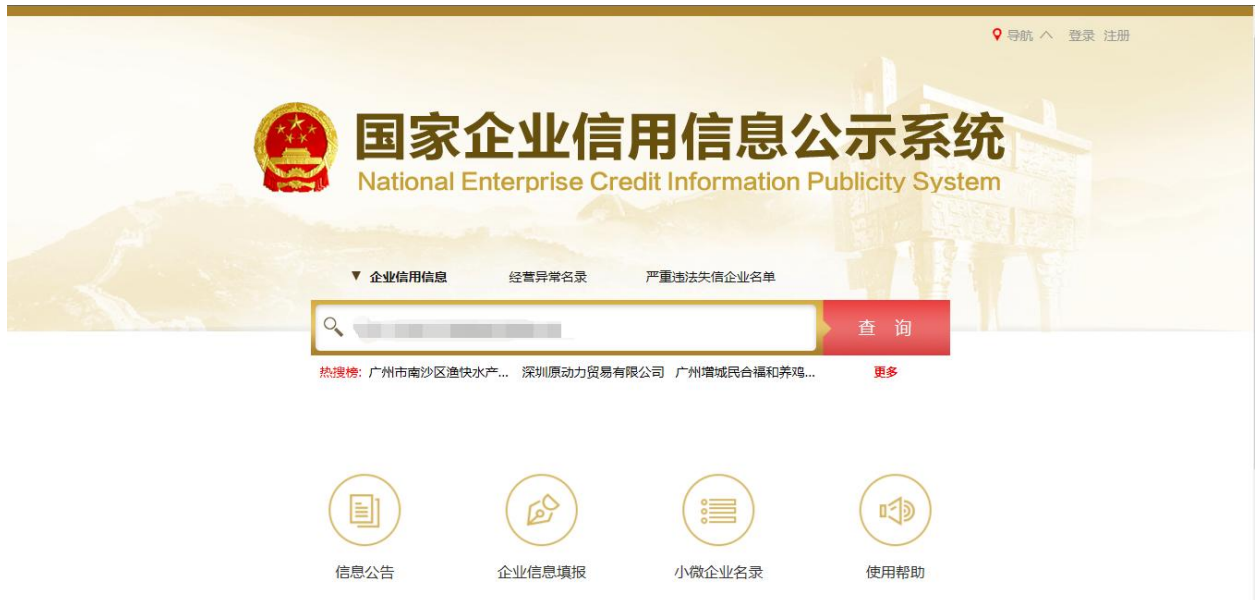 导航 登录 注册
国家企业信用信息公示系统
National Enterprise Credit Information Publicity System
企业信用信息 经营异常名录 严重违法失信企业名单
查 询
热搜榜: 广州市南沙区渔快水产... 深圳原动力贸易有限公司 广州增城民合福和养鸡... 更多
信息公告 企业信息填报 小微企业名录 使用帮助